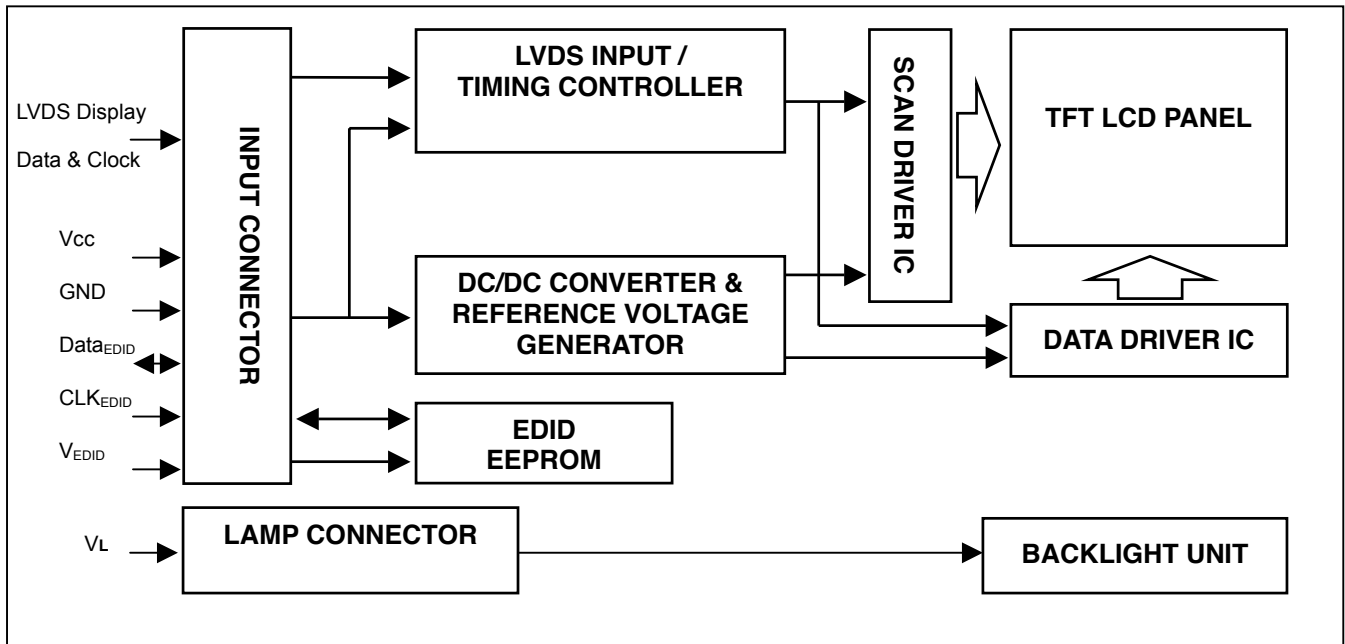 LVDS Display
Data & Clock
Vcc
GND
DataEDID
CLKEDID
VEDID
VL
INPUT CONNECTOR
LVDS INPUT /
TIMING CONTROLLER
DC/DC CONVERTER &
REFERENCE VOLTAGE
GENERATOR
EDID
EEPROM
SCAN DRIVER IC
TFT LCD PANEL
DATA DRIVER IC
LAMP CONNECTOR
BACKLIGHT UNIT